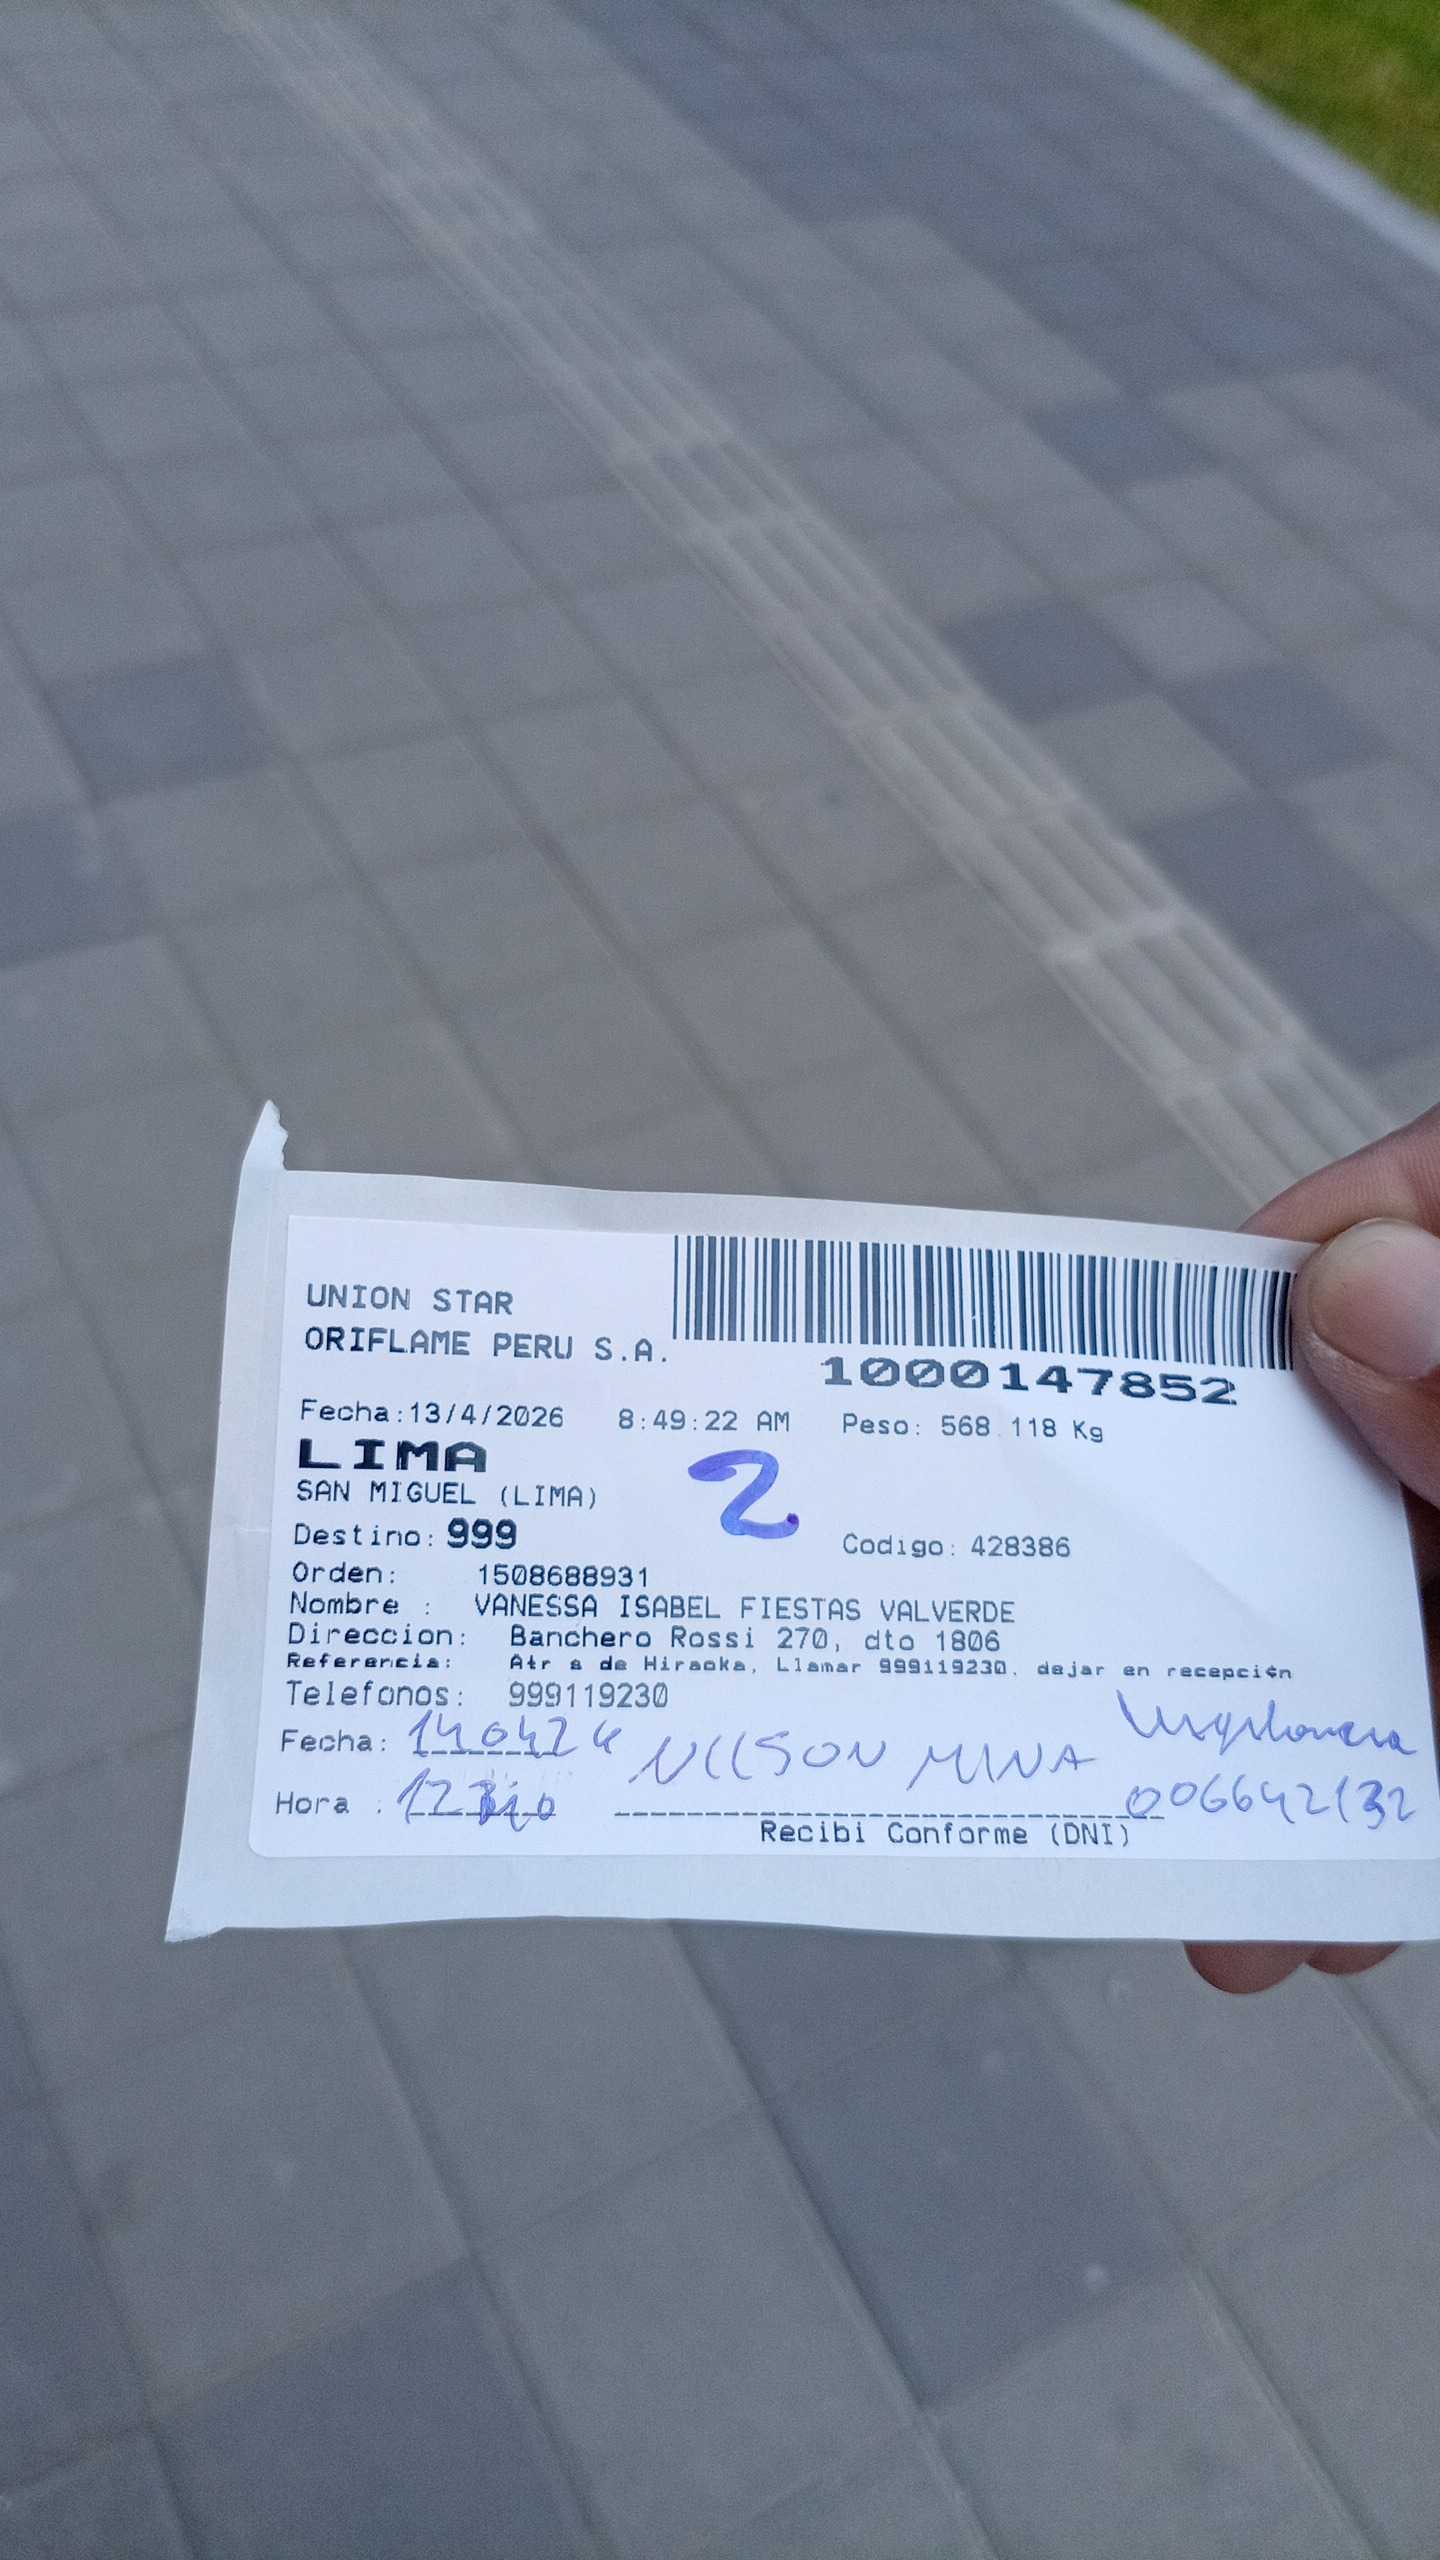 UNION STAR
ORIFLAME PERU S.A.
1000147852
Fecha:13/4/2026 8:49:22 AM Peso: 568.118 Kg
LIMA
2
SAN MIGUEL (LIMA)
Destino: 999 Codigo: 428386
Orden: 1508688931
Nombre : VANESSA ISABEL FIESTAS VALVERDE
Direccion: Banchero Rossi 270, dto 1806
Referencia: Atr s de Hiraoka, Llamar 999119230, dejar en recepci¢n
Telefonos: 999119230
Fecha: NILSON MINA
Hora : 006642132
Recibi Conforme (DNI)